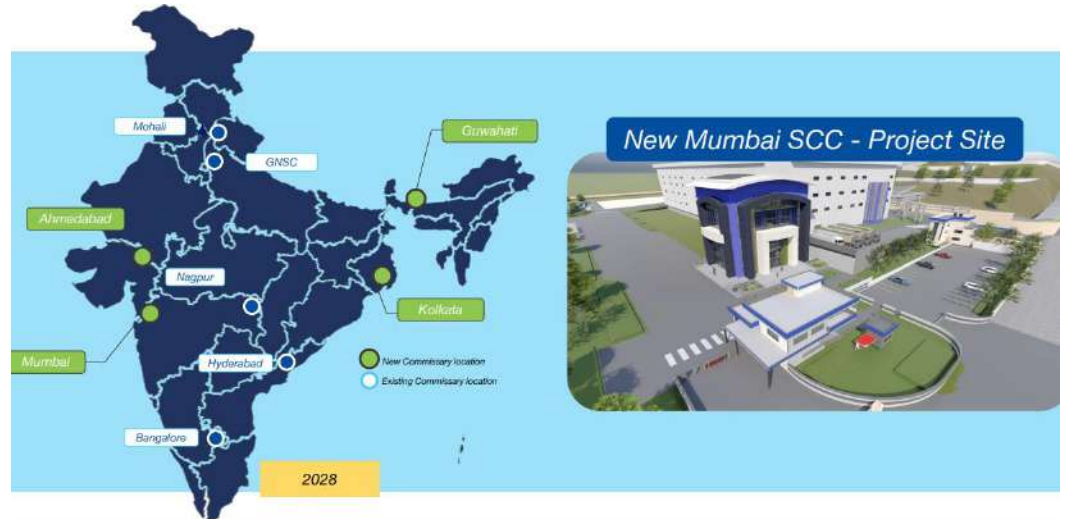 Mohali
GNSC
Guwahati
New Mumbai SCC - Project Site
Ahmedabad
Nagpur
Kolkata
Mumbai
Hyderabad
New Commissary location
Existing Commissary location
Bangalore
2028